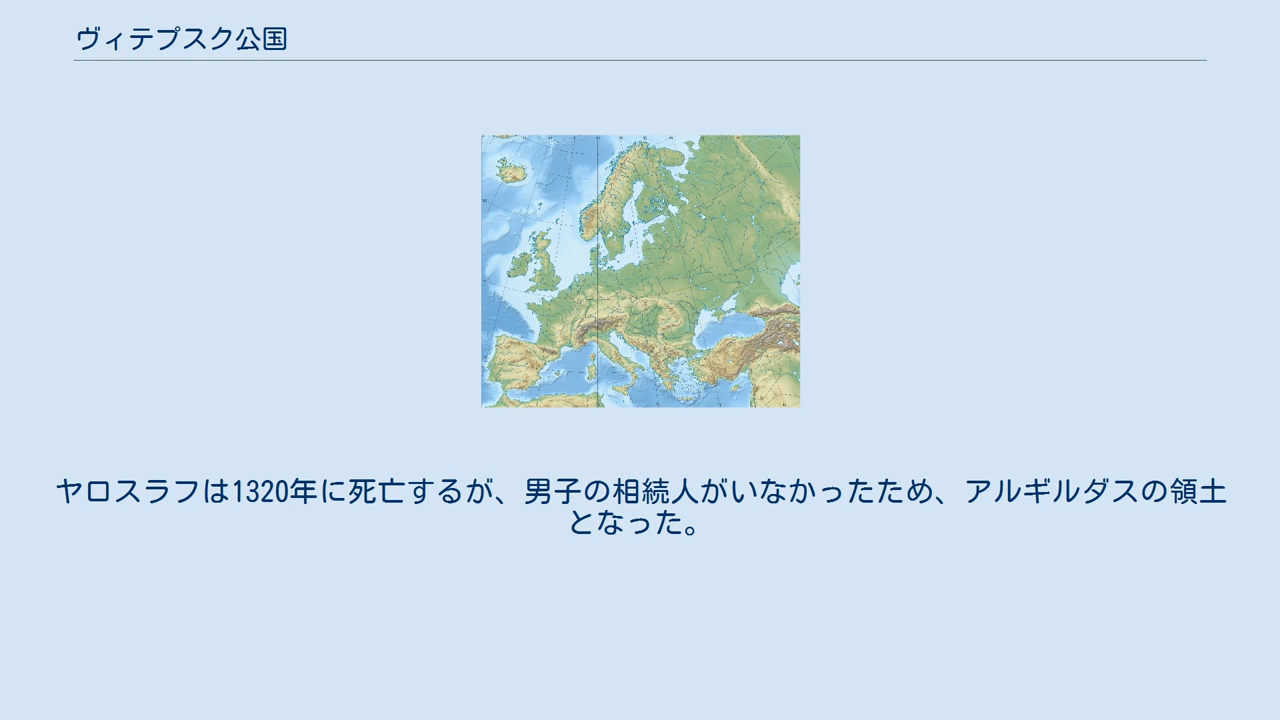 ヴィテプスク公国
ヤロスラフは1320年に死亡するが、男子の相続人がいなかったため、アルギルダスの領土
となった。